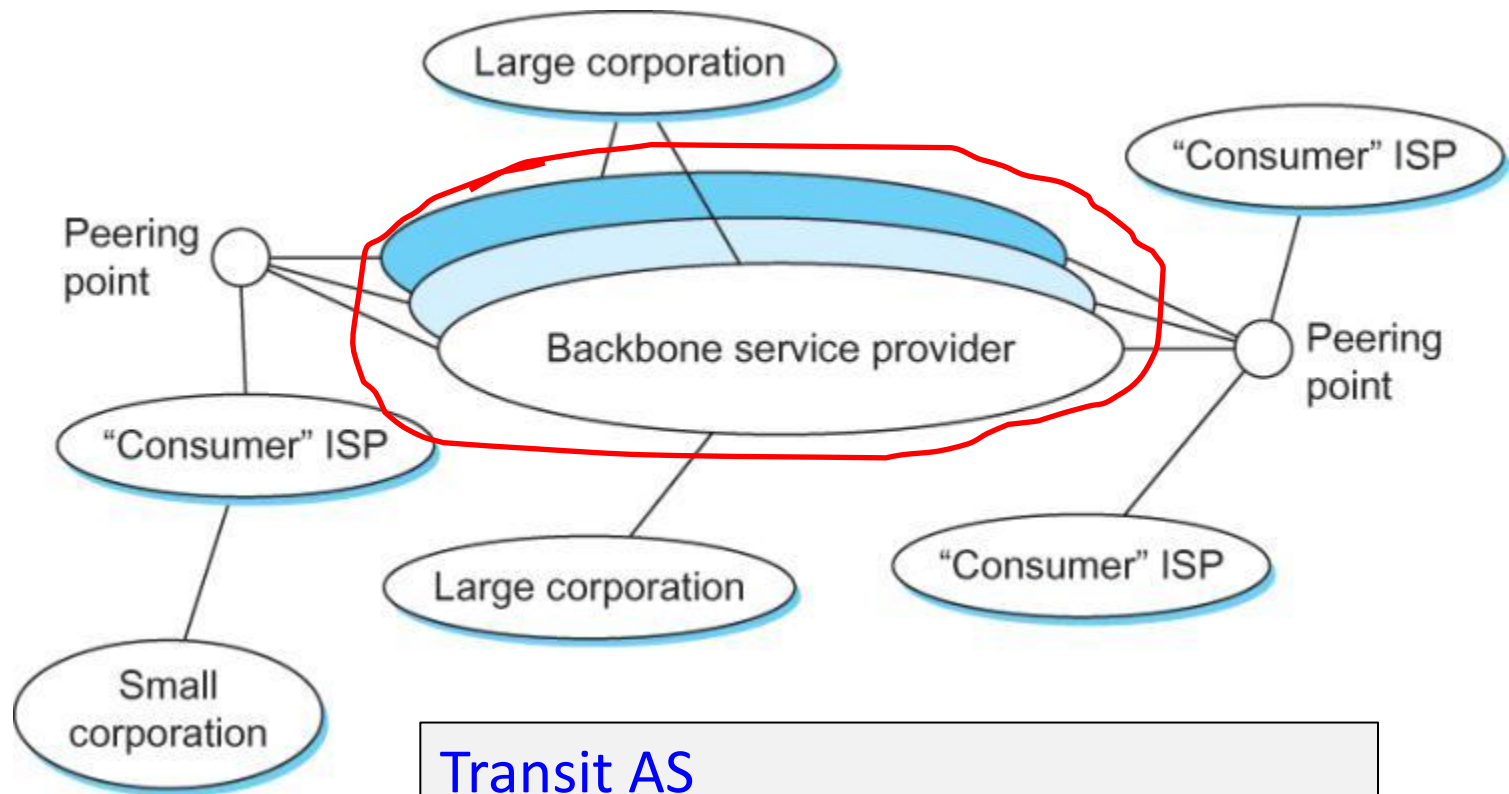 Large corporation
“Consumer” ISP
Peering
point
Backbone service provider
Peering
point
“Consumer” ISP
Large corporation
“Consumer” ISP
Small
corporation
Transit AS